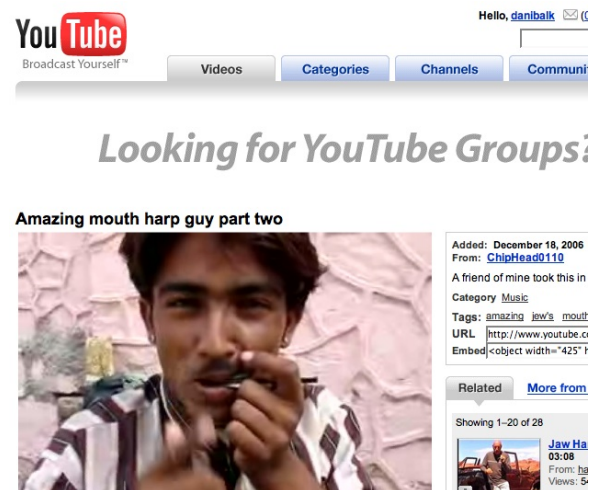 You Tube
Broadcast Yourself™
Hello, danibalk
Videos
Categories
Channels
Looking for YouTube Groups?
Amazing mouth harp guy part two
Added: December 18, 2006
From: ChipHead0110
A friend of mine took this in
Category Music
Tags: amazing jew's mouth
URL http://www.youtube.c
Embed <object width="425"
Related
More from
Showing 1–20 of 28
03:08
From:
Views: